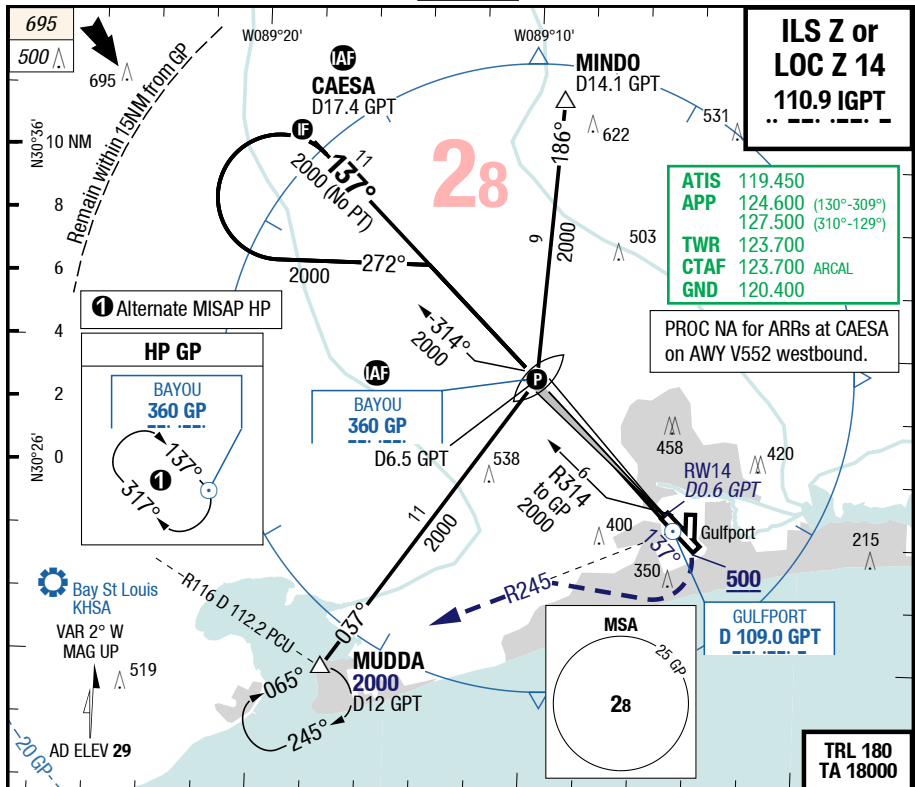 695
500
695
Remain within 15NM from GP
W089°20'
W089°10'
IAF
CAESA
D17.4 GPT
MINDO
D14.1 GPT
ILS Z or
LOC Z 14
110.9 IGPT
N30°36'
10 NM
8
6
4
2
N30°26'
0
IF
11
137°
2000 (No PT)
28
186°
9
2000
622
531
503
ATIS 119.450
APP 124.600 (130°-309°)
127.500 (310°-129°)
TWR 123.700
CTAF 123.700 ARCAL
GND 120.400
272°
2000
1 Alternate MISAP HP
314°
2000
PROC NA for ARRs at CAESA
on AWY V552 westbound.
HP GP
BAYOU
360 GP
137°
1
317°
IAF
BAYOU
360 GP
P
D6.5 GPT
538
458
420
RW14
D0.6 GPT
6
R314
to GP
2000
400
Gulfport
137°
350
500
215
11
2000
037°
R245
GULFPORT
D 109.0 GPT
Bay St Louis
KHSA
R116 D 112.2 PCU
VAR 2° W
MAG UP
519
MUDDA
2000
D12 GPT
065°
245°
MSA
25 GP
28
20 GP
AD ELEV 29
TRL 180
TA 18000